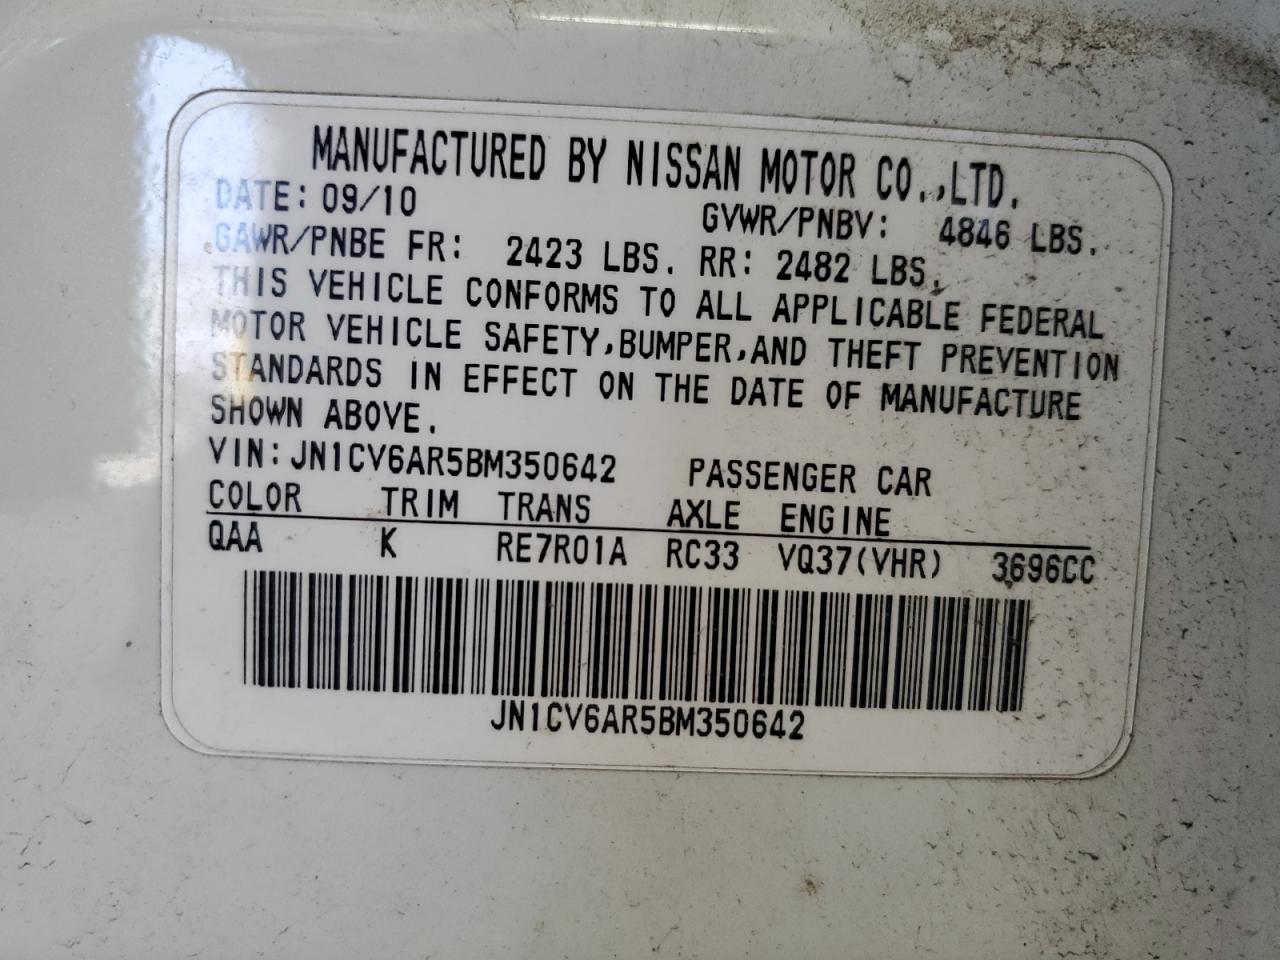 MANUFACTURED BY NISSAN MOTOR CO.,LTD.
DATE: 09/10 GVWR/PNBV: 4846 LBS.
GAWR/PNBE FR: 2423 LBS. RR: 2482 LBS.
THIS VEHICLE CONFORMS TO ALL APPLICABLE FEDERAL
MOTOR VEHICLE SAFETY,BUMPER,AND THEFT PREVENTION
STANDARDS IN EFFECT ON THE DATE OF MANUFACTURE
SHOWN ABOVE.
VIN: JN1CV6AR5BM350642 PASSENGER CAR
COLOR TRIM TRANS AXLE ENGINE
QAA K RE7R01A RC33 VQ37(VHR) 3696CC
JN1CV6AR5BM350642